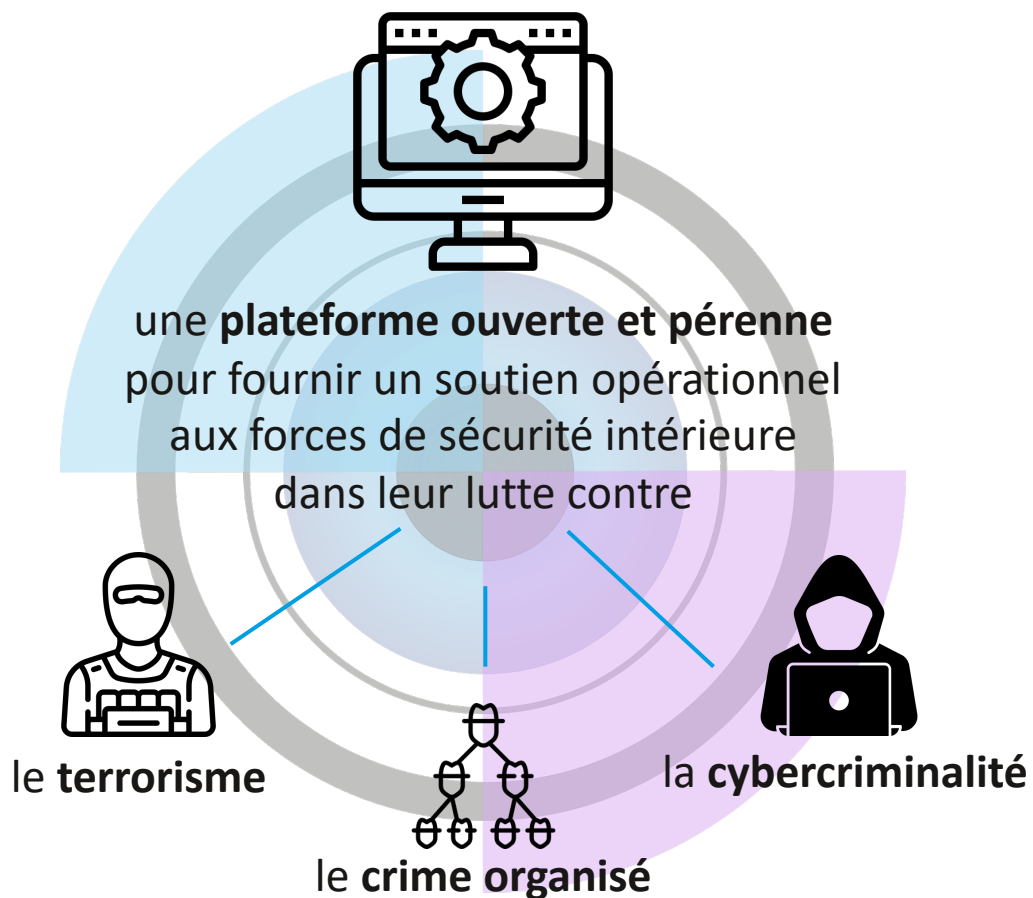 une plateforme ouverte et pérenne
pour fournir un soutien opérationnel
aux forces de sécurité intérieure
dans leur lutte contre
le terrorisme
la cybercriminalité
le crime organisé